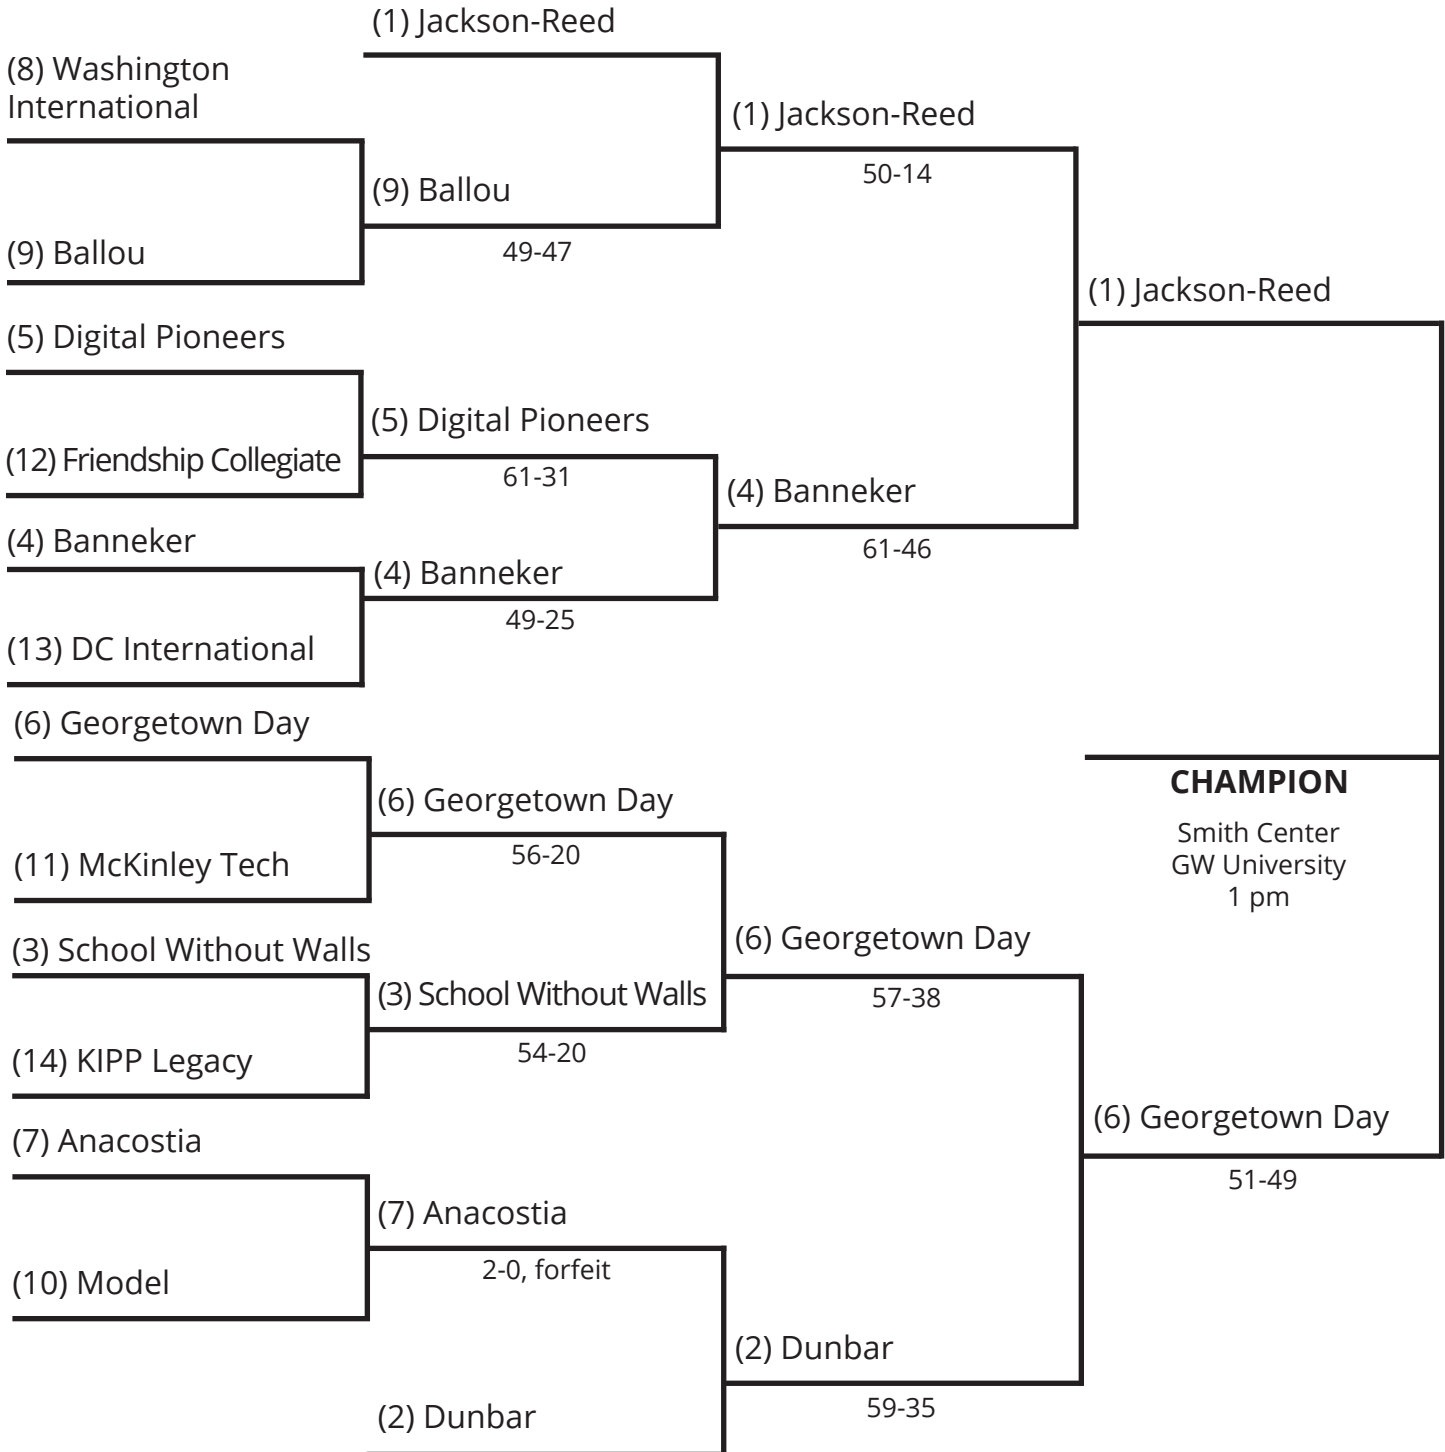 (1) Jackson-Reed
(8) Washington
International
(1) Jackson-Reed
50-14
(9) Ballou
49-47
(9) Ballou
(1) Jackson-Reed
(5) Digital Pioneers
(5) Digital Pioneers
61-31
(12) Friendship Collegiate
(4) Banneker
61-46
(4) Banneker
(4) Banneker
49-25
(13) DC International
(6) Georgetown Day
(6) Georgetown Day
56-20
(11) McKinley Tech
CHAMPION
Smith Center
GW University
1 pm
(3) School Without Walls
(6) Georgetown Day
57-38
(3) School Without Walls
54-20
(14) KIPP Legacy
(7) Anacostia
(6) Georgetown Day
51-49
(7) Anacostia
2-0, forfeit
(10) Model
(2) Dunbar
59-35
(2) Dunbar